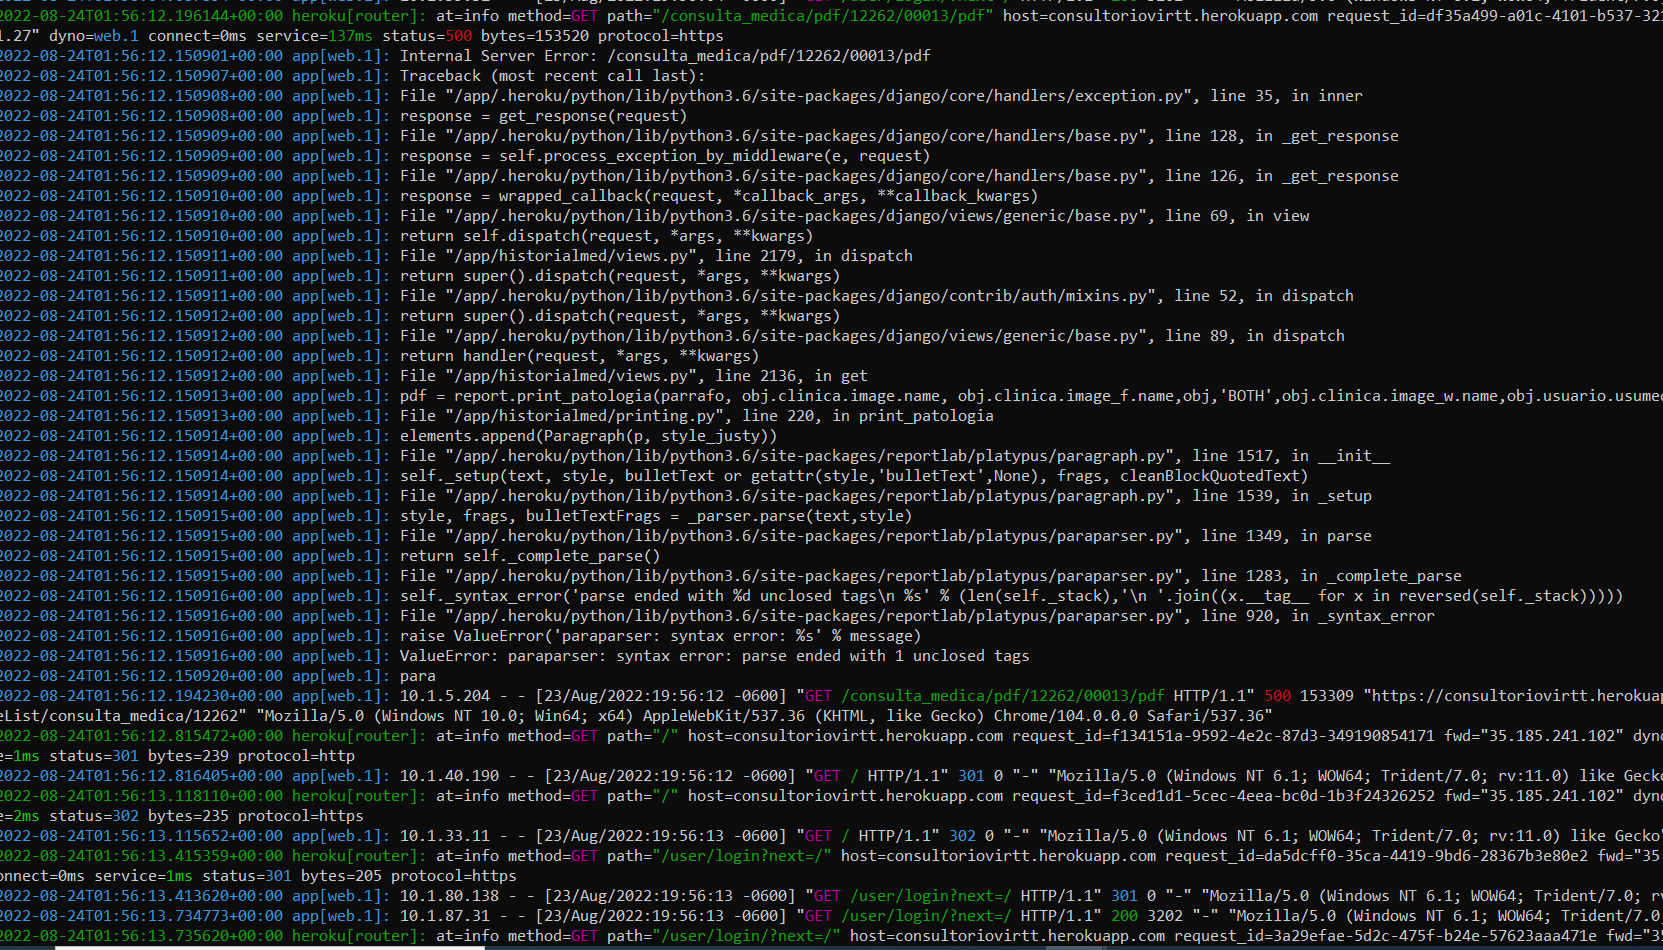 2022-08-24T01:56:12.196144+00:00 heroku[router]: at=info method=GET path="/consulta_medica/pdf/12262/00013/pdf" host=consultoriovirtt.herokuapp.com request_id=df35a499-a01c-4101-b537-321
1.27" dyno=web.1 connect=0ms service=137ms status=500 bytes=153520 protocol=https
2022-08-24T01:56:12.150901+00:00 app[web.1]: Internal Server Error: /consulta_medica/pdf/12262/00013/pdf
2022-08-24T01:56:12.150907+00:00 app[web.1]: Traceback (most recent call last):
2022-08-24T01:56:12.150908+00:00 app[web.1]: File "/app/.heroku/python/lib/python3.6/site-packages/django/core/handlers/exception.py", line 35, in inner
2022-08-24T01:56:12.150908+00:00 app[web.1]: response = get_response(request)
2022-08-24T01:56:12.150909+00:00 app[web.1]: File "/app/.heroku/python/lib/python3.6/site-packages/django/core/handlers/base.py", line 128, in _get_response
2022-08-24T01:56:12.150909+00:00 app[web.1]: response = self.process_exception_by_middleware(e, request)
2022-08-24T01:56:12.150909+00:00 app[web.1]: File "/app/.heroku/python/lib/python3.6/site-packages/django/core/handlers/base.py", line 126, in _get_response
2022-08-24T01:56:12.150910+00:00 app[web.1]: response = wrapped_callback(request, *callback_args, **callback_kwargs)
2022-08-24T01:56:12.150910+00:00 app[web.1]: File "/app/.heroku/python/lib/python3.6/site-packages/django/views/generic/base.py", line 69, in view
2022-08-24T01:56:12.150910+00:00 app[web.1]: return self.dispatch(request, *args, **kwargs)
2022-08-24T01:56:12.150911+00:00 app[web.1]: File "/app/historialmed/views.py", line 2179, in dispatch
2022-08-24T01:56:12.150911+00:00 app[web.1]: return super().dispatch(request, *args, **kwargs)
2022-08-24T01:56:12.150911+00:00 app[web.1]: File "/app/.heroku/python/lib/python3.6/site-packages/django/contrib/auth/mixins.py", line 52, in dispatch
2022-08-24T01:56:12.150912+00:00 app[web.1]: return super().dispatch(request, *args, **kwargs)
2022-08-24T01:56:12.150912+00:00 app[web.1]: File "/app/.heroku/python/lib/python3.6/site-packages/django/views/generic/base.py", line 89, in dispatch
2022-08-24T01:56:12.150912+00:00 app[web.1]: return handler(request, *args, **kwargs)
2022-08-24T01:56:12.150912+00:00 app[web.1]: File "/app/historialmed/views.py", line 2136, in get
2022-08-24T01:56:12.150913+00:00 app[web.1]: pdf = report.print_patologia(parrafo, obj.clinica.image.name, obj.clinica.image_f.name,obj,'BOTH',obj.clinica.image_w.name,obj.usuario.usumed
2022-08-24T01:56:12.150913+00:00 app[web.1]: File "/app/historialmed/printing.py", line 220, in print_patologia
2022-08-24T01:56:12.150914+00:00 app[web.1]: elements.append(Paragraph(p, style_justy))
2022-08-24T01:56:12.150914+00:00 app[web.1]: File "/app/.heroku/python/lib/python3.6/site-packages/reportlab/platypus/paragraph.py", line 1517, in __init__
2022-08-24T01:56:12.150914+00:00 app[web.1]: self._setup(text, style, bulletText or getattr(style,'bulletText',None), frags, cleanBlockQuotedText)
2022-08-24T01:56:12.150914+00:00 app[web.1]: File "/app/.heroku/python/lib/python3.6/site-packages/reportlab/platypus/paragraph.py", line 1539, in _setup
2022-08-24T01:56:12.150915+00:00 app[web.1]: style, frags, bulletTextFrags = _parser.parse(text,style)
2022-08-24T01:56:12.150915+00:00 app[web.1]: File "/app/.heroku/python/lib/python3.6/site-packages/reportlab/platypus/paraparser.py", line 1349, in parse
2022-08-24T01:56:12.150915+00:00 app[web.1]: return self._complete_parse()
2022-08-24T01:56:12.150915+00:00 app[web.1]: File "/app/.heroku/python/lib/python3.6/site-packages/reportlab/platypus/paraparser.py", line 1283, in _complete_parse
2022-08-24T01:56:12.150916+00:00 app[web.1]: self._syntax_error('parse ended with %d unclosed tags\n %s' % (len(self._stack),'\n '.join((x.__tag__ for x in reversed(self._stack)))))
2022-08-24T01:56:12.150916+00:00 app[web.1]: File "/app/.heroku/python/lib/python3.6/site-packages/reportlab/platypus/paraparser.py", line 920, in _syntax_error
2022-08-24T01:56:12.150916+00:00 app[web.1]: raise ValueError('paraparser: syntax error: %s' % message)
2022-08-24T01:56:12.150916+00:00 app[web.1]: ValueError: paraparser: syntax error: parse ended with 1 unclosed tags
2022-08-24T01:56:12.150920+00:00 app[web.1]: para
2022-08-24T01:56:12.194230+00:00 app[web.1]: 10.1.5.204 - - [23/Aug/2022:19:56:12 -0600] "GET /consulta_medica/pdf/12262/00013/pdf HTTP/1.1" 500 153309 "https://consultoriovirtt.herokuap
eList/consulta_medica/12262" "Mozilla/5.0 (Windows NT 10.0; Win64; x64) AppleWebKit/537.36 (KHTML, like Gecko) Chrome/104.0.0.0 Safari/537.36"
2022-08-24T01:56:12.815472+00:00 heroku[router]: at=info method=GET path="/" host=consultoriovirtt.herokuapp.com request_id=f134151a-9592-4e2c-87d3-349190854171 fwd="35.185.241.102" dyno
e=1ms status=301 bytes=239 protocol=http
2022-08-24T01:56:12.816405+00:00 app[web.1]: 10.1.40.190 - - [23/Aug/2022:19:56:12 -0600] "GET / HTTP/1.1" 301 0 "-" "Mozilla/5.0 (Windows NT 6.1; WOW64; Trident/7.0; rv:11.0) like Gecko
2022-08-24T01:56:13.118110+00:00 heroku[router]: at=info method=GET path="/" host=consultoriovirtt.herokuapp.com request_id=f3ced1d1-5cec-4eea-bc0d-1b3f24326252 fwd="35.185.241.102" dyno
e=2ms status=302 bytes=235 protocol=https
2022-08-24T01:56:13.115652+00:00 app[web.1]: 10.1.33.11 - - [23/Aug/2022:19:56:13 -0600] "GET / HTTP/1.1" 302 0 "-" "Mozilla/5.0 (Windows NT 6.1; WOW64; Trident/7.0; rv:11.0) like Gecko"
2022-08-24T01:56:13.415359+00:00 heroku[router]: at=info method=GET path="/user/login?next=/" host=consultoriovirtt.herokuapp.com request_id=da5dcff0-35ca-4419-9bd6-28367b3e80e2 fwd="35
onnect=0ms service=1ms status=301 bytes=205 protocol=https
2022-08-24T01:56:13.413620+00:00 app[web.1]: 10.1.80.138 - - [23/Aug/2022:19:56:13 -0600] "GET /user/login?next=/ HTTP/1.1" 301 0 "-" "Mozilla/5.0 (Windows NT 6.1; WOW64; Trident/7.0; rv
2022-08-24T01:56:13.734773+00:00 app[web.1]: 10.1.87.31 - - [23/Aug/2022:19:56:13 -0600] "GET /user/login/?next=/ HTTP/1.1" 200 3202 "-" "Mozilla/5.0 (Windows NT 6.1; WOW64; Trident/7.0;
2022-08-24T01:56:13.735620+00:00 heroku[router]: at=info method=GET path="/user/login/?next=/" host=consultoriovirtt.herokuapp.com request_id=3a29efae-5d2c-475f-b24e-57623aaa471e fwd="35